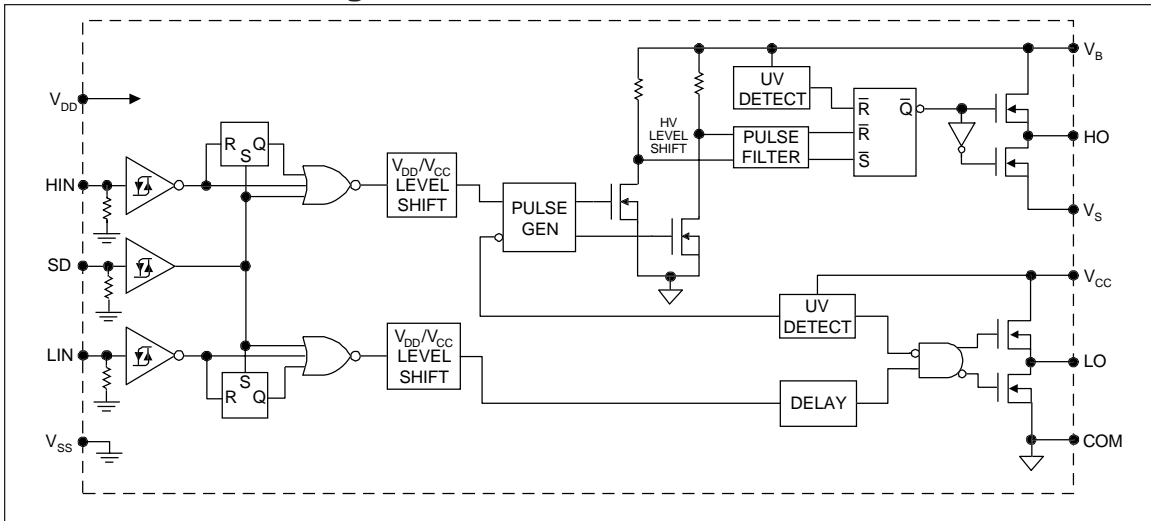 V_B
UV
DETECT
V_DD
R̅ Q̅
HV
LEVEL
SHIFT
R̅
PULSE
FILTER
S̅
HO
R Q
S
V_DD/V_CC
LEVEL
SHIFT
HIN
PULSE
GEN
V_S
SD
V_CC
UV
DETECT
V_DD/V_CC
LEVEL
SHIFT
LIN
LO
S
R Q
DELAY
V_SS
COM